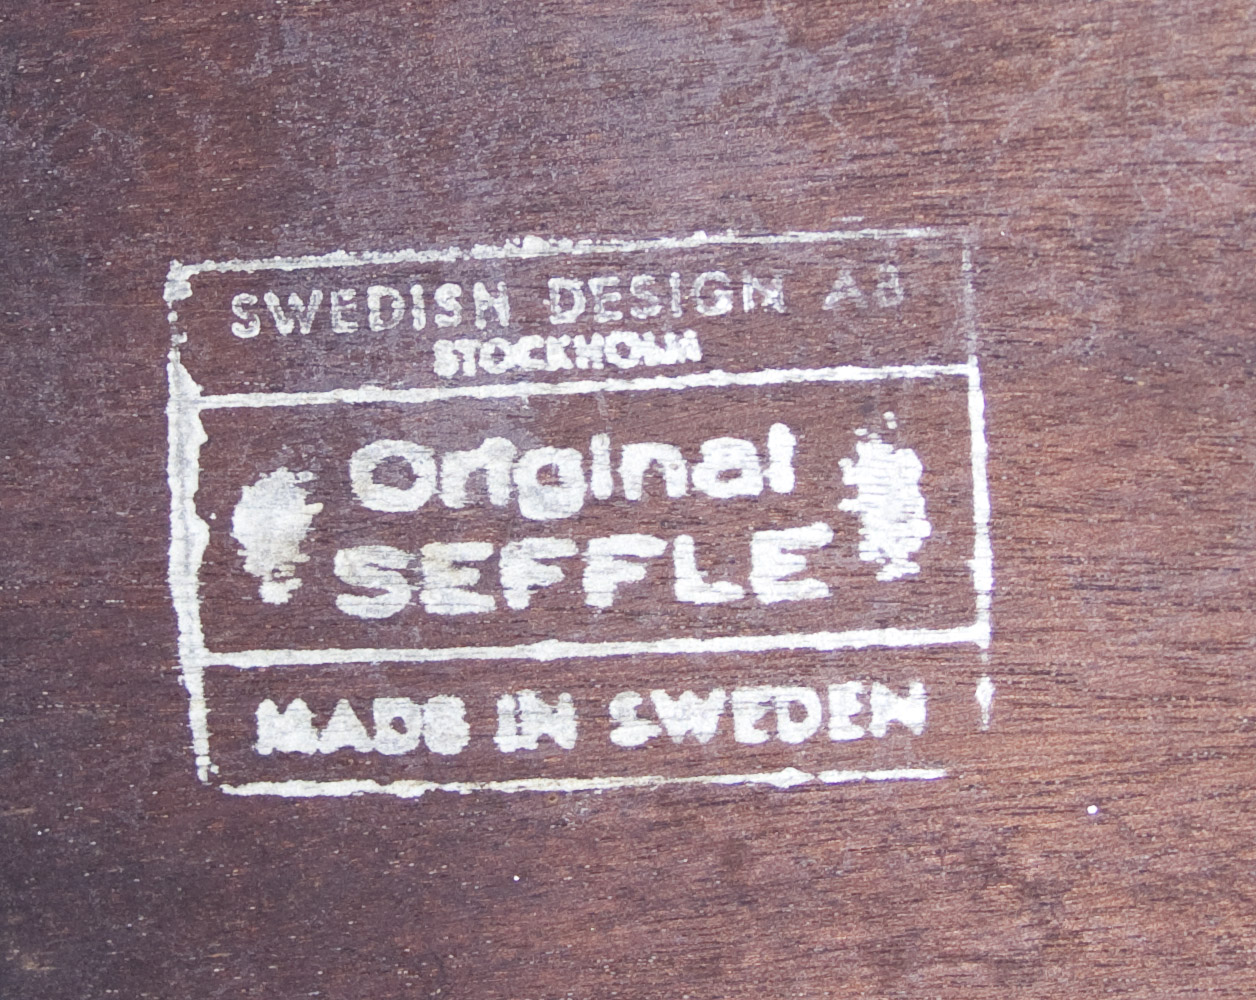 SWEDISH DESIGN AB
STOCKHOLM
Original
SEFFLE
MADE IN SWEDEN